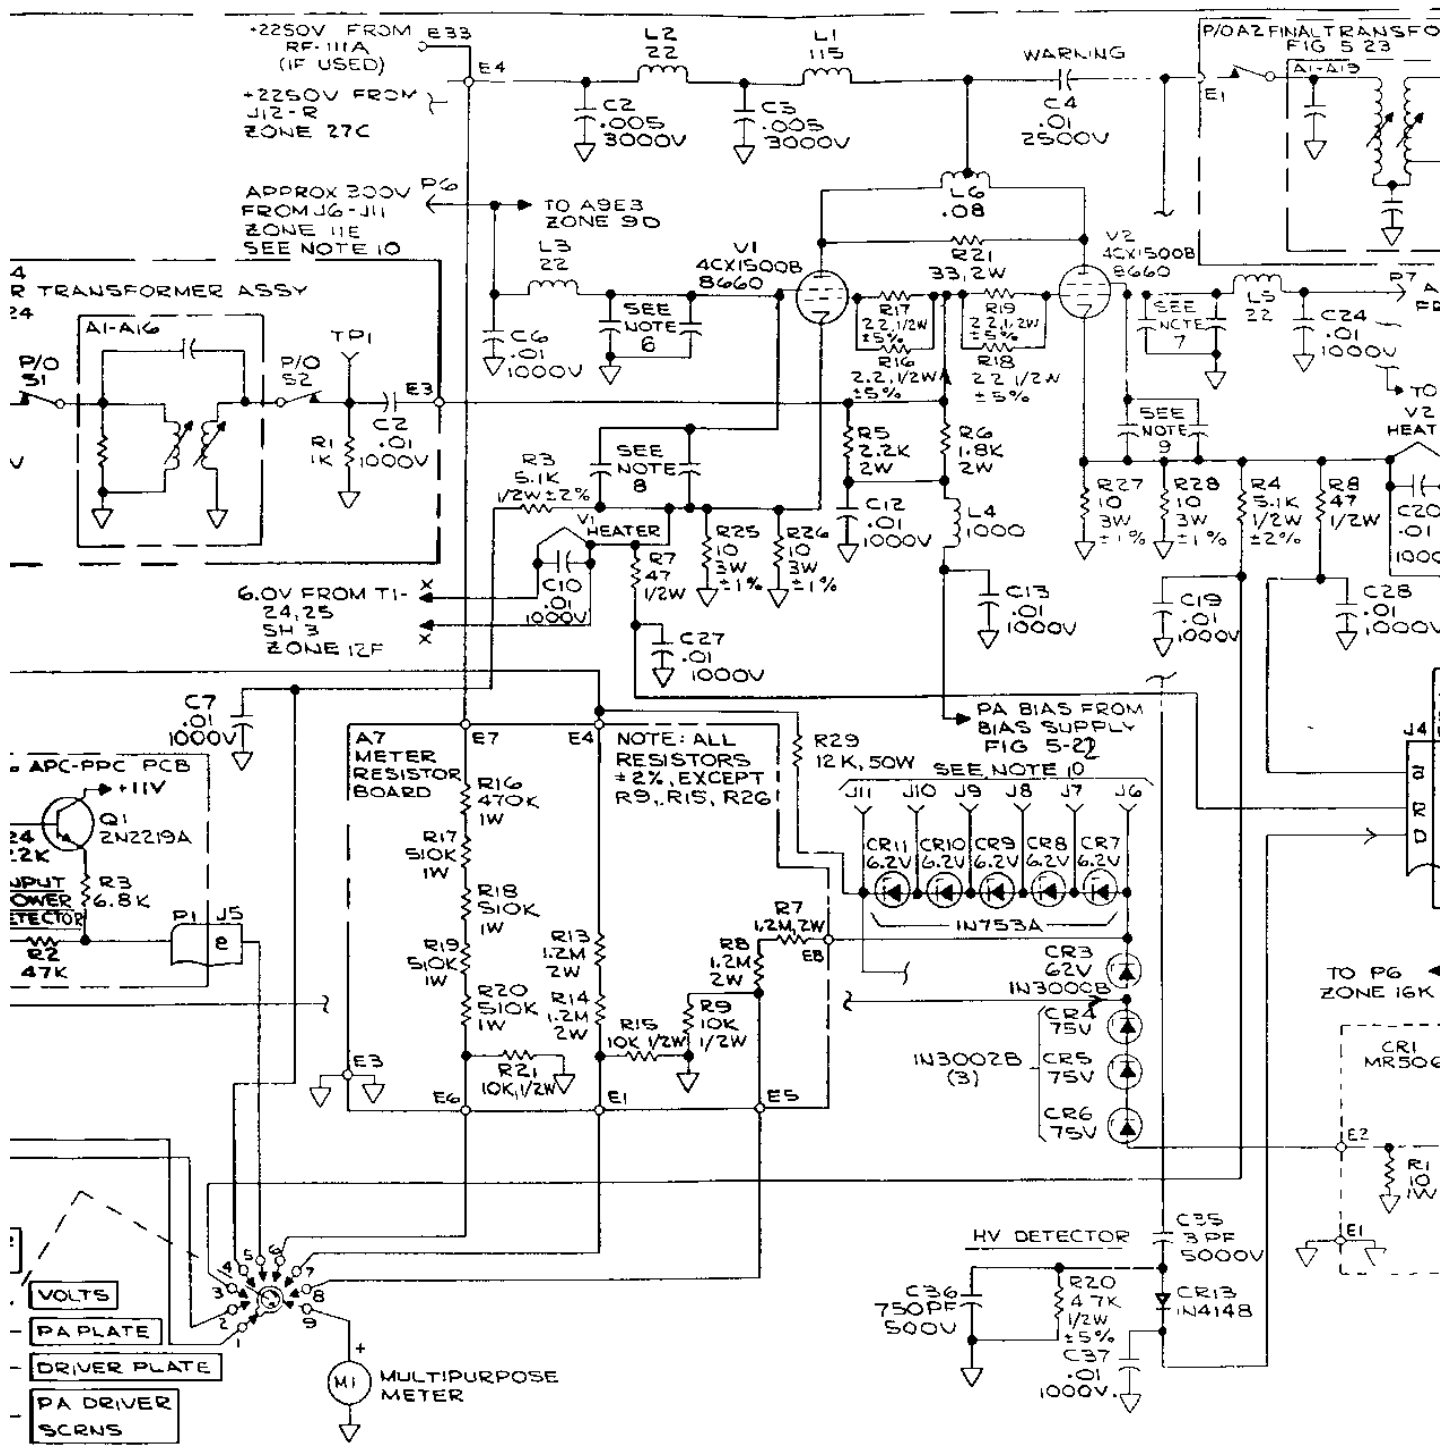 +2250V FROM
RF-111A
(IF USED)
E33
E4
+2250V FROM
J12-R
ZONE 27C
L2
22
L1
115
C2
.005
3000V
C3
.005
3000V
WARNING
C4
.01
2500V
P/O A2 FINAL TRANSFO
FIG 5 23
A1-A19
E1
APPROX 300V
FROM J6-J11
ZONE 11E
SEE NOTE 10
P6
TO A9E3
ZONE 9D
L6
.08
L3
22
V1
4CX1500B
8660
R21
33,2W
V2
4CX1500B
8660
P7
L5
22
4
R TRANSFORMER ASSY
24
A1-A16
TP1
P/O
S1
P/O
S2
E3
C2
.01
1000V
R1
1K
C6
.01
1000V
SEE
NOTE
6
R17
2.2,1/2W
±5%
R16
2.2,1/2W
±5%
R19
2.2,1/2W
±5%
R18
2.2 1/2W
±5%
SEE
NOTE
7
C24
.01
1000V
TO
V2
HEAT
R3
5.1K
1/2W ±2%
SEE
NOTE
8
R5
2.2K
2W
R6
1.8K
2W
SEE
NOTE
9
V1
HEATER
C12
.01
1000V
L4
1000
R27
10
3W
±1%
R28
10
3W
±1%
R4
5.1K
1/2W
±2%
R8
47
1/2W
C20
.01
R25
10
3W
±1%
R26
10
3W
±1%
R7
47
1/2W
C10
.01
1000V
6.0V FROM T1-
24,25
SH 3
ZONE 12F
X
X
C27
.01
1000V
C13
.01
1000V
C19
.01
1000V
C28
.01
1000V
C7
.01
1000V
PA BIAS FROM
BIAS SUPPLY
FIG 5-22
A7
METER
RESISTOR
BOARD
E7
E4
NOTE: ALL
RESISTORS
±2%, EXCEPT
R9, R15, R26
R29
12K, 50W
SEE NOTE 10
J11 J10 J9 J8 J7 J6
CR11 CR10 CR9 CR8 CR7
6.2V 6.2V 6.2V 6.2V 6.2V
1N753A
J4
R
D
APC-PPC PCB
+11V
Q1
2N2219A
R3
6.8K
P1 J5
e
R2
47K
R16
470K
1W
R17
510K
1W
R18
510K
1W
R19
510K
1W
R20
510K
1W
R13
1.2M
2W
R14
1.2M
2W
R7
1.2M,2W
E8
R8
1.2M
2W
R9
10K
1/2W
R15
10K 1/2W
R21
10K,1/2W
E3
E6
E1
E5
CR3
62V
1N3000B
CR4
75V
CR5
75V
CR6
75V
1N3002B
(3)
TO P6
ZONE 16K
CR1
MR506
E2
R1
10
1W
E1
HV DETECTOR
C35
3 PF
5000V
C36
750PF
500V
R20
4.7K
1/2W
±5%
CR13
1N4148
C37
.01
1000V
1
2
3
4
5
6
7
8
9
VOLTS
PA PLATE
DRIVER PLATE
PA DRIVER
SCRNS
+
M1
MULTIPURPOSE
METER